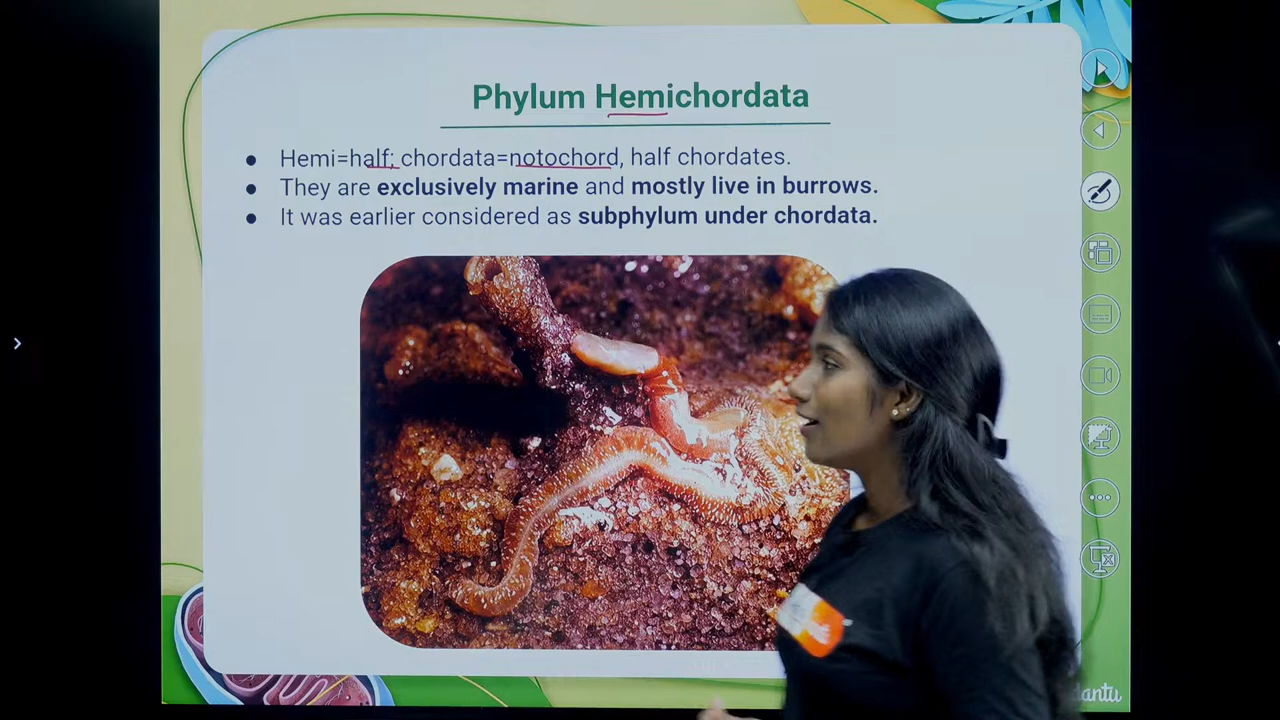 Phylum Hemichordata
● Hemi=half; chordata=notochord, half chordates.
● They are exclusively marine and mostly live in burrows.
● It was earlier considered as subphylum under chordata.
dantu